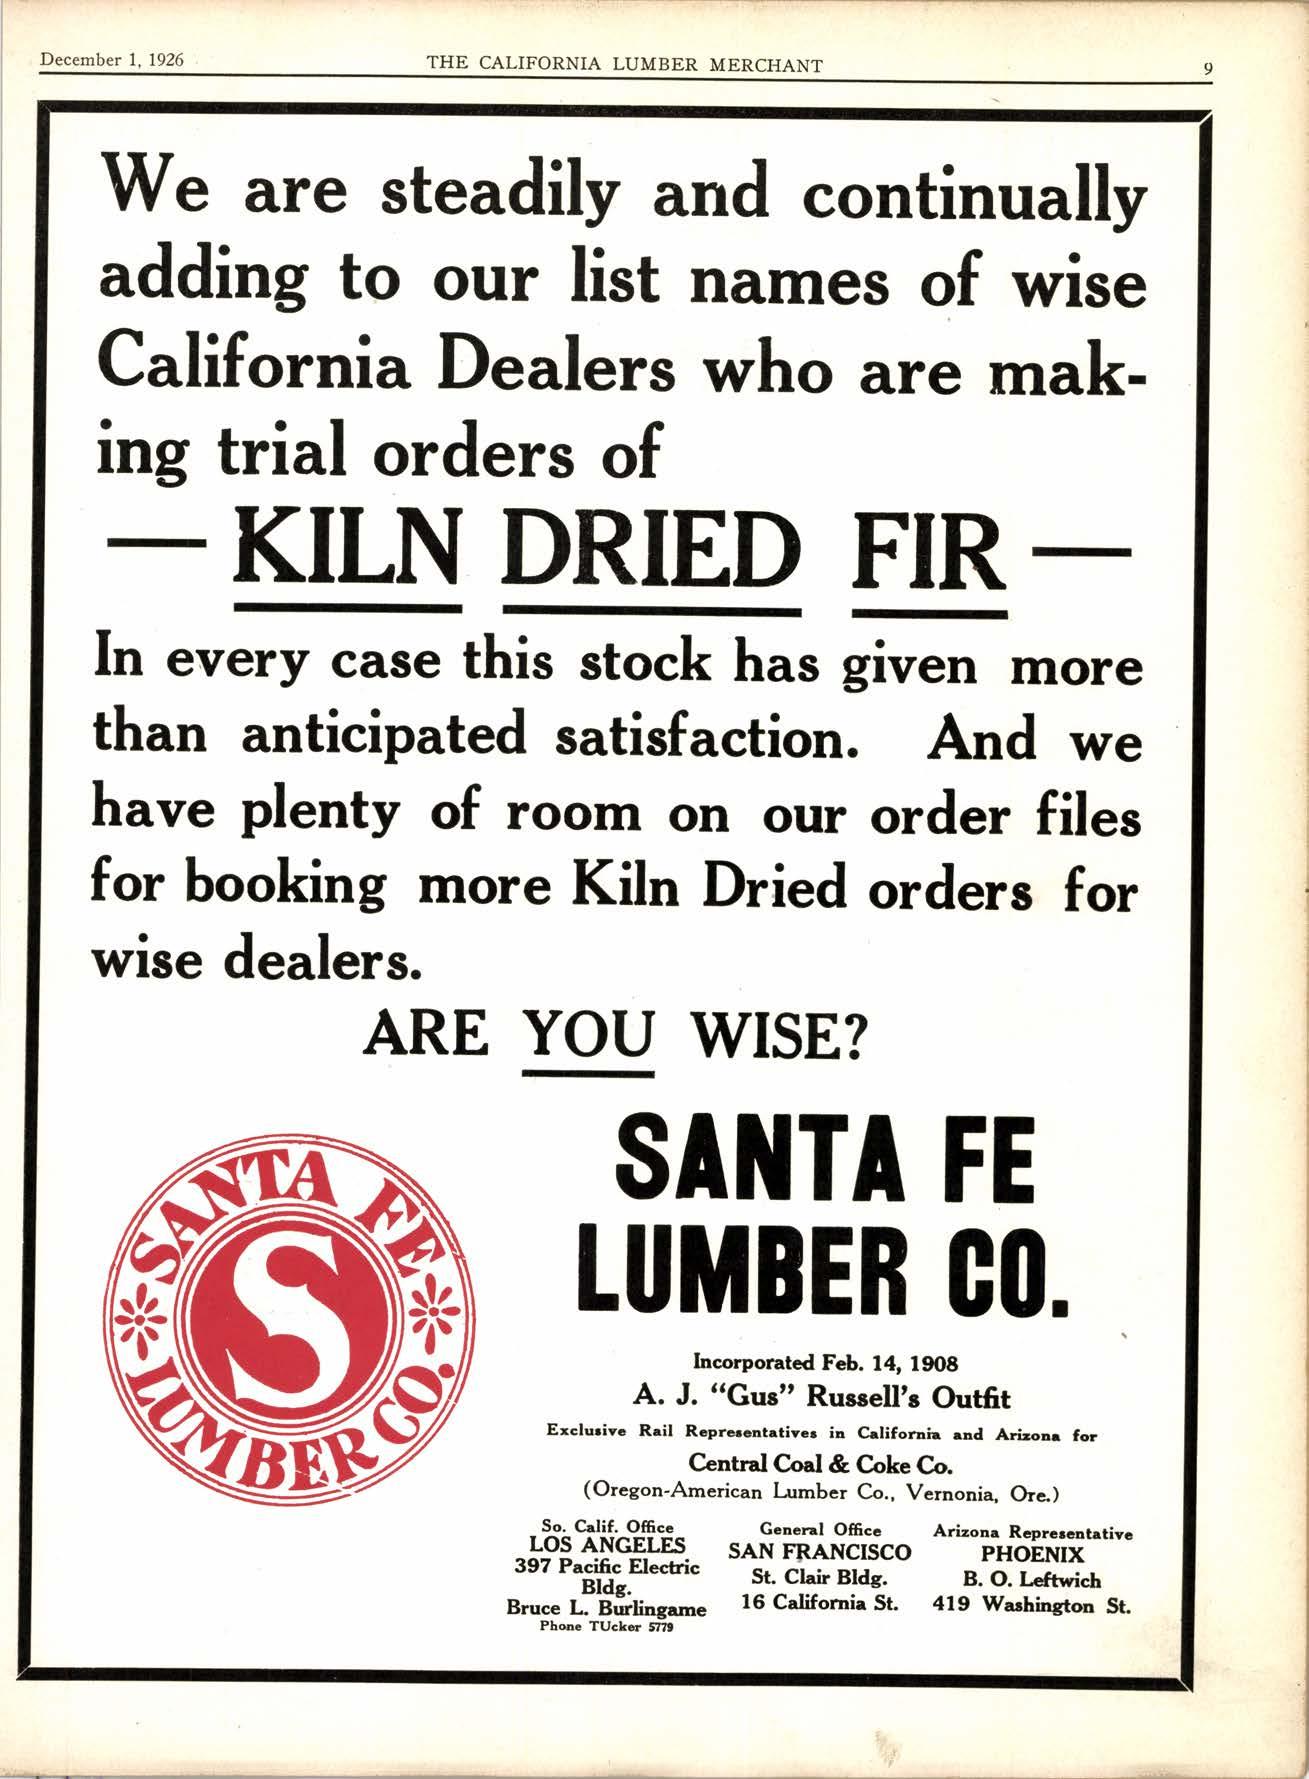 December 1, 1926
THE CALIFORNIA LUMBER MERCHANT
9
We are steadily and continually
adding to our list names of wise
California Dealers who are mak-
ing trial orders of
— KILN DRIED FIR —
In every case this stock has given more
than anticipated satisfaction. And we
have plenty of room on our order files
for booking more Kiln Dried orders for
wise dealers.
ARE YOU WISE?
SANTA FE
LUMBER CO.
S
SANTA FE
LUMBER CO.
Incorporated Feb. 14, 1908
A. J. “Gus” Russell's Outfit
Exclusive Rail Representatives in California and Arizona for
Central Coal & Coke Co.
(Oregon-American Lumber Co., Vernonia, Ore.)
So. Calif. Office
LOS ANGELES
397 Pacific Electric
Bldg.
Bruce L. Burlingame
Phone TUcker 5779
General Office
SAN FRANCISCO
St. Clair Bldg.
16 California St.
Arizona Representative
PHOENIX
B. O. Leftwich
419 Washington St.